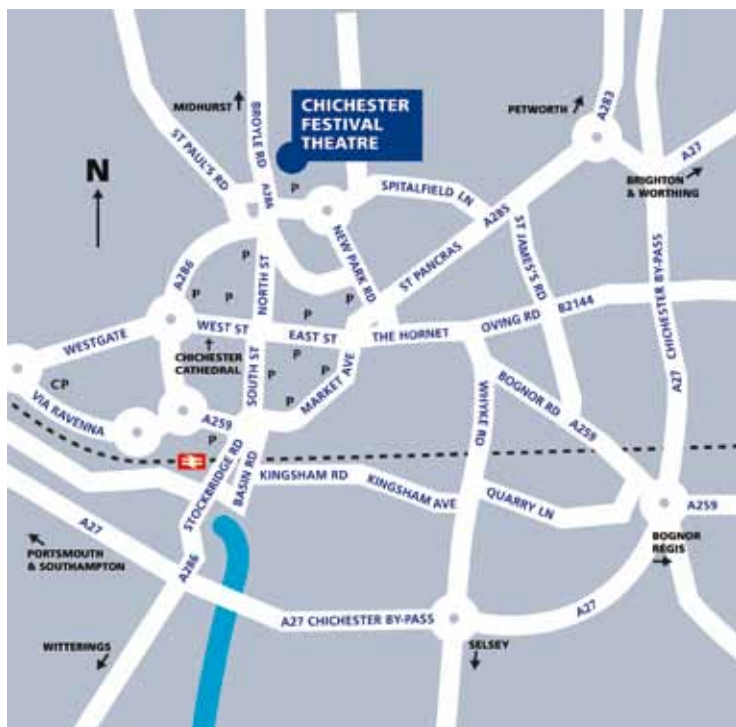 CHICHESTER
FESTIVAL
THEATRE
MIDHURST
BROYLE RD
A286
ST PAUL'S RD
N
PETWORTH
A283
A27
BRIGHTON
& WORTHING
P
SPITALFIELD LN
A285
ST PANCRAS
NEW PARK RD
ST JAMES'S RD
A286
NORTH ST
P
P
P
P
P
WEST ST
EAST ST
THE HORNET
OVING RD
B2144
CHICHESTER BY-PASS
A27
WESTGATE
CHICHESTER
CATHEDRAL
SOUTH ST
P
P
P
MARKET AVE
CP
VIA RAVENNA
A259
P
WHYKE RD
BOGNOR RD
A259
STOCKBRIDGE RD
BASIN RD
KINGSHAM RD
KINGSHAM AVE
QUARRY LN
A259
BOGNOR
REGIS
A27
PORTSMOUTH
& SOUTHAMPTON
A286
A27 CHICHESTER BY-PASS
A27
WITTERINGS
SELSEY